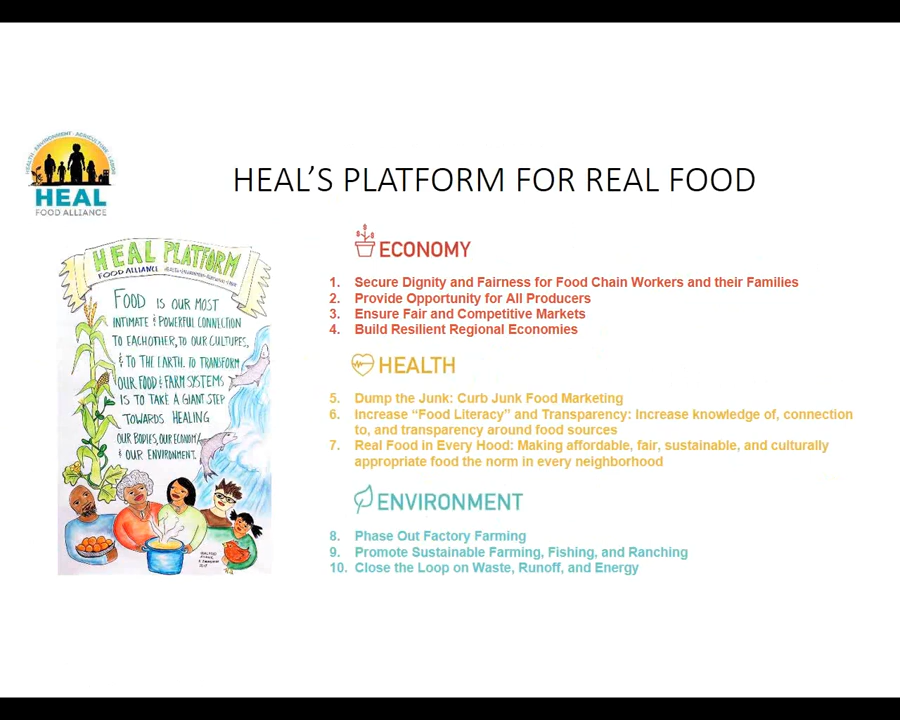 HEALTH · ENVIRONMENT · AGRICULTURE · LABOR
HEAL
FOOD ALLIANCE
HEAL'S PLATFORM FOR REAL FOOD
HEAL PLATFORM
FOOD ALLIANCE
FOOD IS OUR MOST
INTIMATE & POWERFUL CONNECTION
TO EACHOTHER, TO OUR CULTURES,
& TO THE EARTH. TO TRANSFORM
OUR FOOD & FARM SYSTEMS
IS TO TAKE A GIANT STEP
TOWARDS HEALING
OUR BODIES, OUR ECONOMY,
& OUR ENVIRONMENT.
ECONOMY
1. Secure Dignity and Fairness for Food Chain Workers and their Families
2. Provide Opportunity for All Producers
3. Ensure Fair and Competitive Markets
4. Build Resilient Regional Economies
HEALTH
5. Dump the Junk: Curb Junk Food Marketing
6. Increase “Food Literacy” and Transparency: Increase knowledge of, connection
to, and transparency around food sources
7. Real Food in Every Hood: Making affordable, fair, sustainable, and culturally
appropriate food the norm in every neighborhood
ENVIRONMENT
8. Phase Out Factory Farming
9. Promote Sustainable Farming, Fishing, and Ranching
10. Close the Loop on Waste, Runoff, and Energy